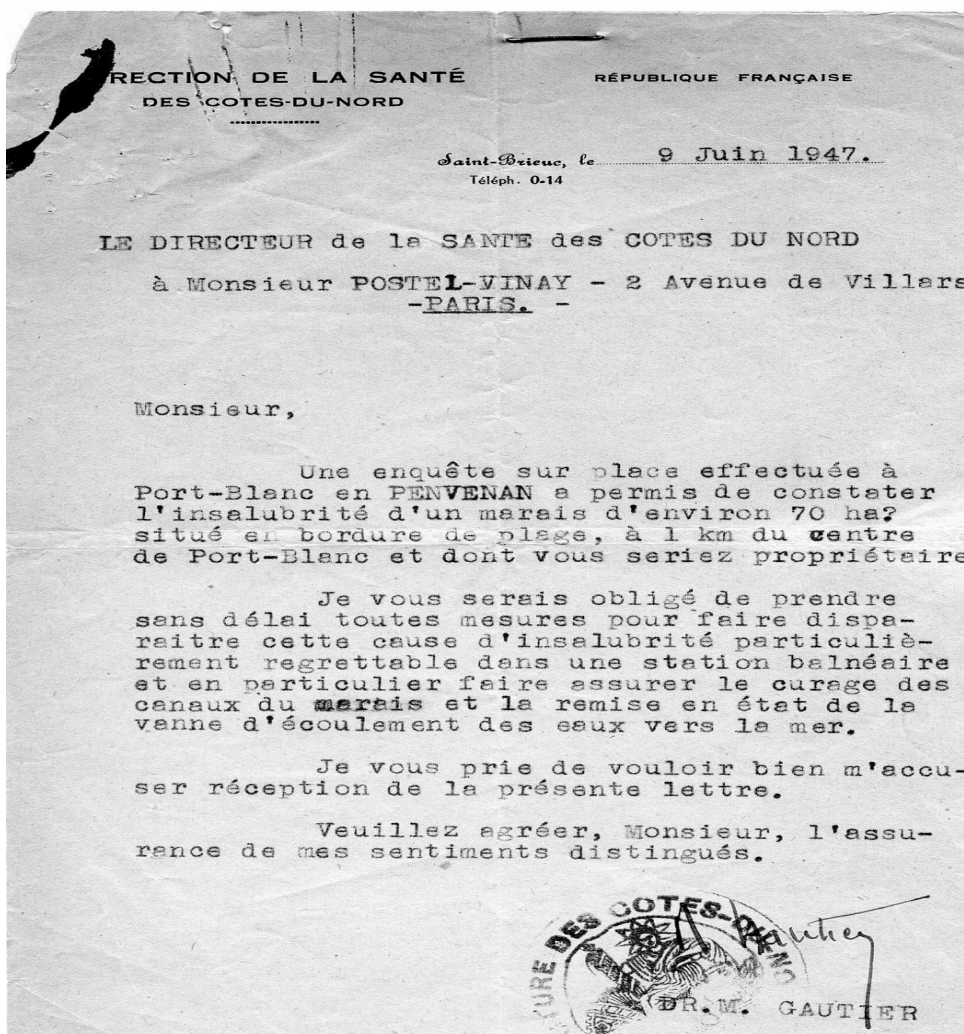 RECTION DE LA SANTÉ
DES COTES-DU-NORD
RÉPUBLIQUE FRANÇAISE
Saint-Brieuc, le 9 Juin 1947.
Téléph. 0-14
LE DIRECTEUR de la SANTE des COTES DU NORD
à Monsieur POSTEL-VINAY - 2 Avenue de Villars
-PARIS. -
Monsieur,
Une enquête sur place effectuée à
Port-Blanc en PENVENAN a permis de constater
l'insalubrité d'un marais d'environ 70 ha?
situé en bordure de plage, à 1 km du centre
de Port-Blanc et dont vous seriez propriétaire
Je vous serais obligé de prendre
sans délai toutes mesures pour faire dispa-
raitre cette cause d'insalubrité particuliè-
rement regrettable dans une station balnéaire
et en particulier faire assurer le curage des
canaux du marais et la remise en état de la
vanne d'écoulement des eaux vers la mer.
Je vous prie de vouloir bien m'accu-
ser réception de la présente lettre.
Veuillez agréer, Monsieur, l'assu-
rance de mes sentiments distingués.
TURE DES COTES-DU-NO
DR. M. GAUTIER